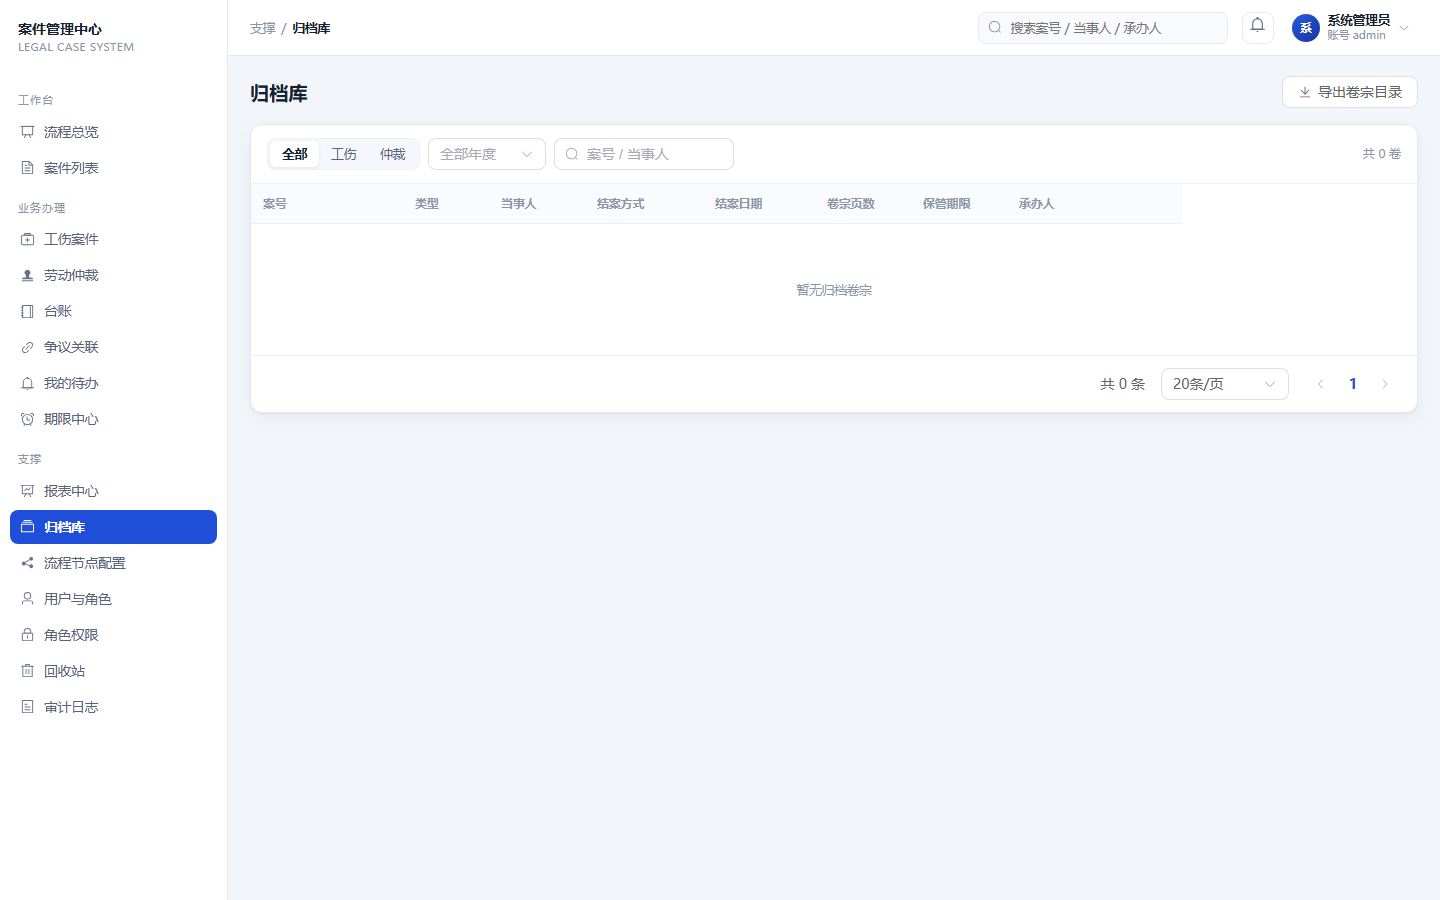 案件管理中心
LEGAL CASE SYSTEM
工作台
流程总览
案件列表
业务办理
工伤案件
劳动仲裁
台账
争议关联
我的待办
期限中心
支撑
报表中心
归档库
流程节点配置
用户与角色
角色权限
回收站
审计日志
支撑 / 归档库
搜索案号 / 当事人 / 承办人
系
系统管理员
账号 admin
归档库
导出卷宗目录
全部 工伤 仲裁 全部年度 案号 / 当事人 共 0 卷
案号 类型 当事人 结案方式 结案日期 卷宗页数 保管期限 承办人
暂无归档卷宗
共 0 条 20条/页 1